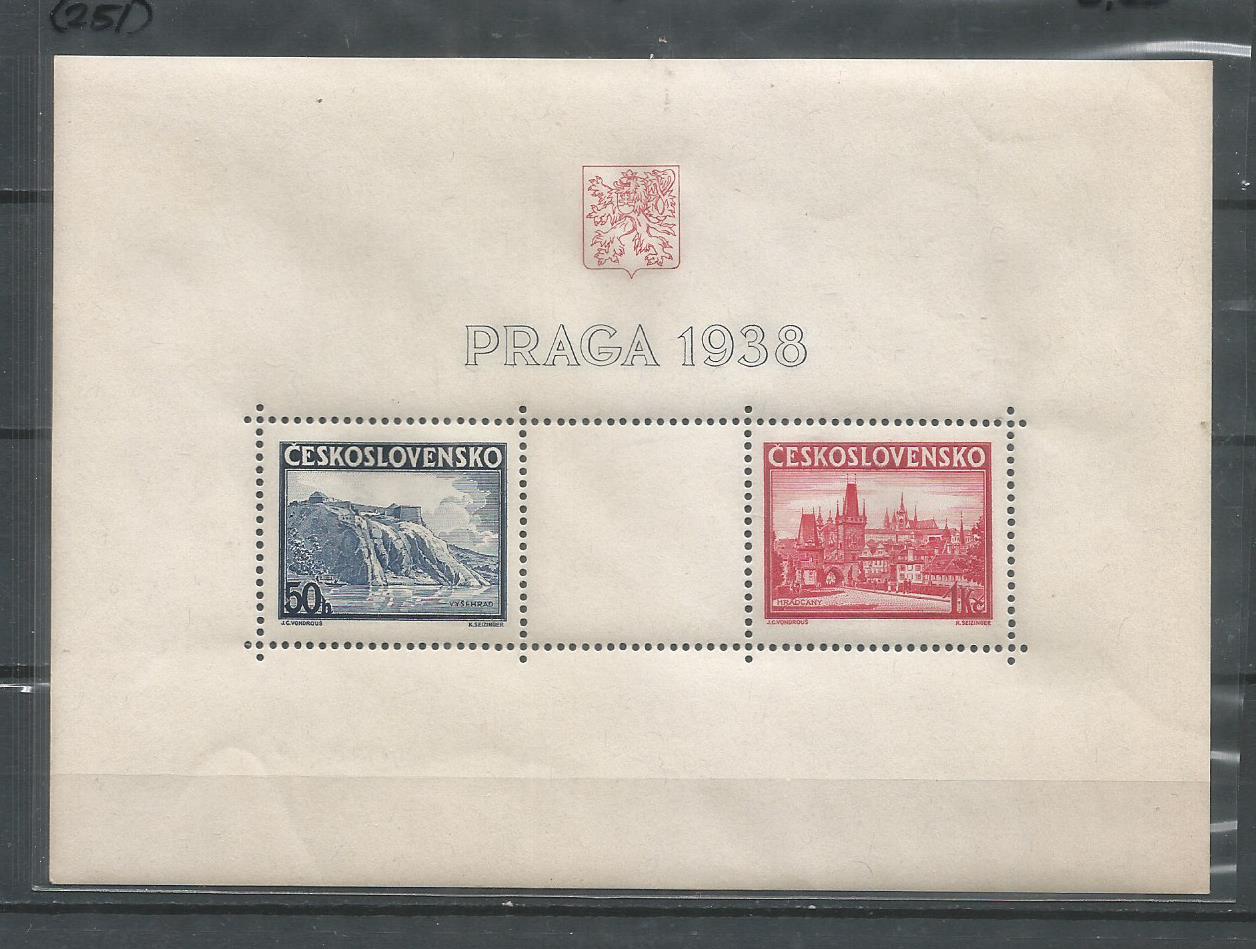 (251)
PRAGA 1938
ČESKOSLOVENSKO
50h
VYŠEHRAD
J.C.VONDROUŠ
K.SEIZINGER
ČESKOSLOVENSKO
HRADČANY
1Kč
J.C.VONDROUŠ
K.SEIZINGER